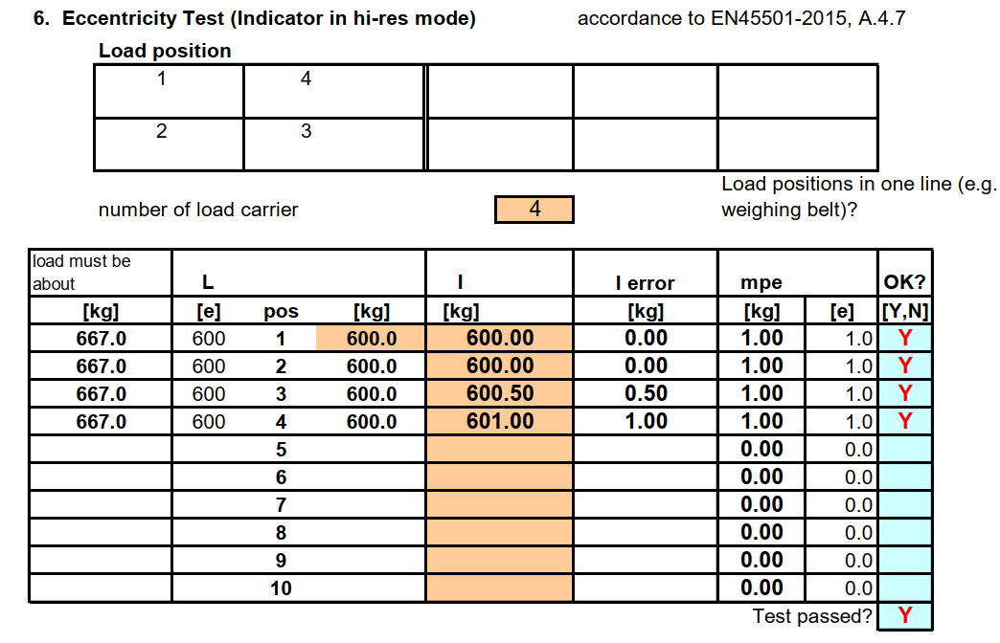 6. Eccentricity Test (Indicator in hi-res mode) accordance to EN45501-2015, A.4.7
Load position
1 4
2 3
Load positions in one line (e.g.
number of load carrier 4 weighing belt)?
load must be
about L I I error mpe OK?
[kg] [e] pos [kg] [kg] [kg] [kg] [e] [Y,N]
667.0 600 1 600.0 600.00 0.00 1.00 1.0 Y
667.0 600 2 600.0 600.00 0.00 1.00 1.0 Y
667.0 600 3 600.0 600.50 0.50 1.00 1.0 Y
667.0 600 4 600.0 601.00 1.00 1.00 1.0 Y
5 0.00 0.0
6 0.00 0.0
7 0.00 0.0
8 0.00 0.0
9 0.00 0.0
10 0.00 0.0
Test passed? Y